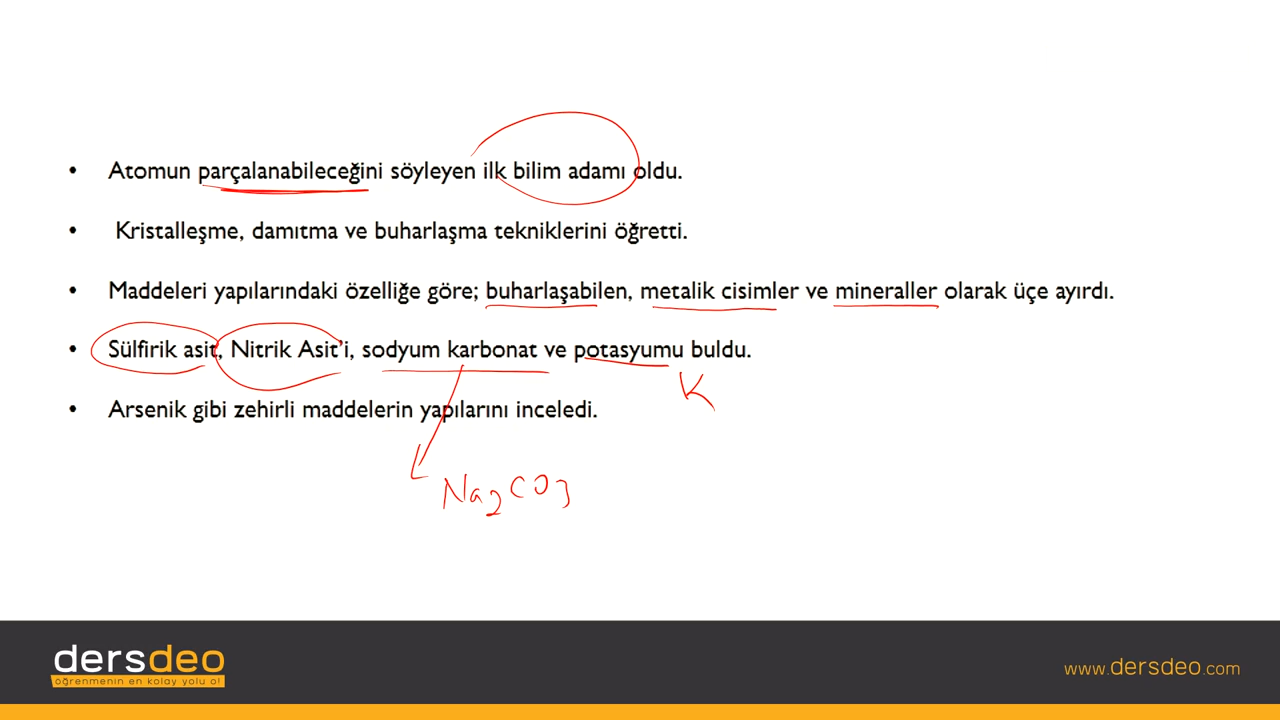 • Atomun parçalanabileceğini söyleyen ilk bilim adamı oldu.
• Kristalleşme, damıtma ve buharlaşma tekniklerini öğretti.
• Maddeleri yapılarındaki özelliğe göre; buharlaşabilen, metalik cisimler ve mineraller olarak üçe ayırdı.
• Sülfirik asit, Nitrik Asit'i, sodyum karbonat ve potasyumu buldu.
K
• Arsenik gibi zehirli maddelerin yapılarını inceledi.
Na2CO3
dersdeo
öğrenmenin en kolay yolu o!
www.dersdeo.com